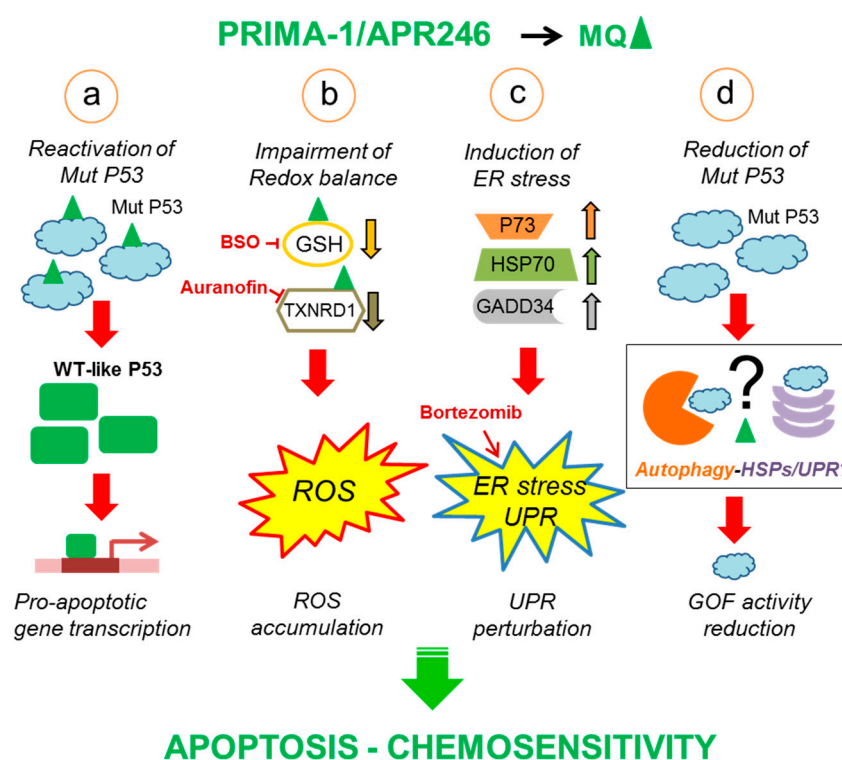 PRIMA-1/APR246 → MQ
a
Reactivation of
Mut P53
Mut P53
WT-like P53
Pro-apoptotic
gene transcription
b
Impairment of
Redox balance
BSO
GSH
Auranofin
TXNRD1
ROS
ROS
accumulation
c
Induction of
ER stress
P73
HSP70
GADD34
Bortezomib
ER stress
UPR
UPR
perturbation
d
Reduction of
Mut P53
Mut P53
?
Autophagy-HSPs/UPR?
GOF activity
reduction
APOPTOSIS - CHEMOSENSITIVITY